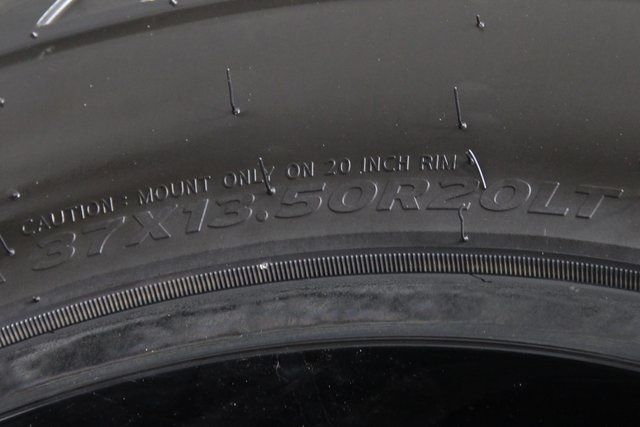 CAUTION : MOUNT ONLY ON 20 INCH RIM
37X13.50R20LT